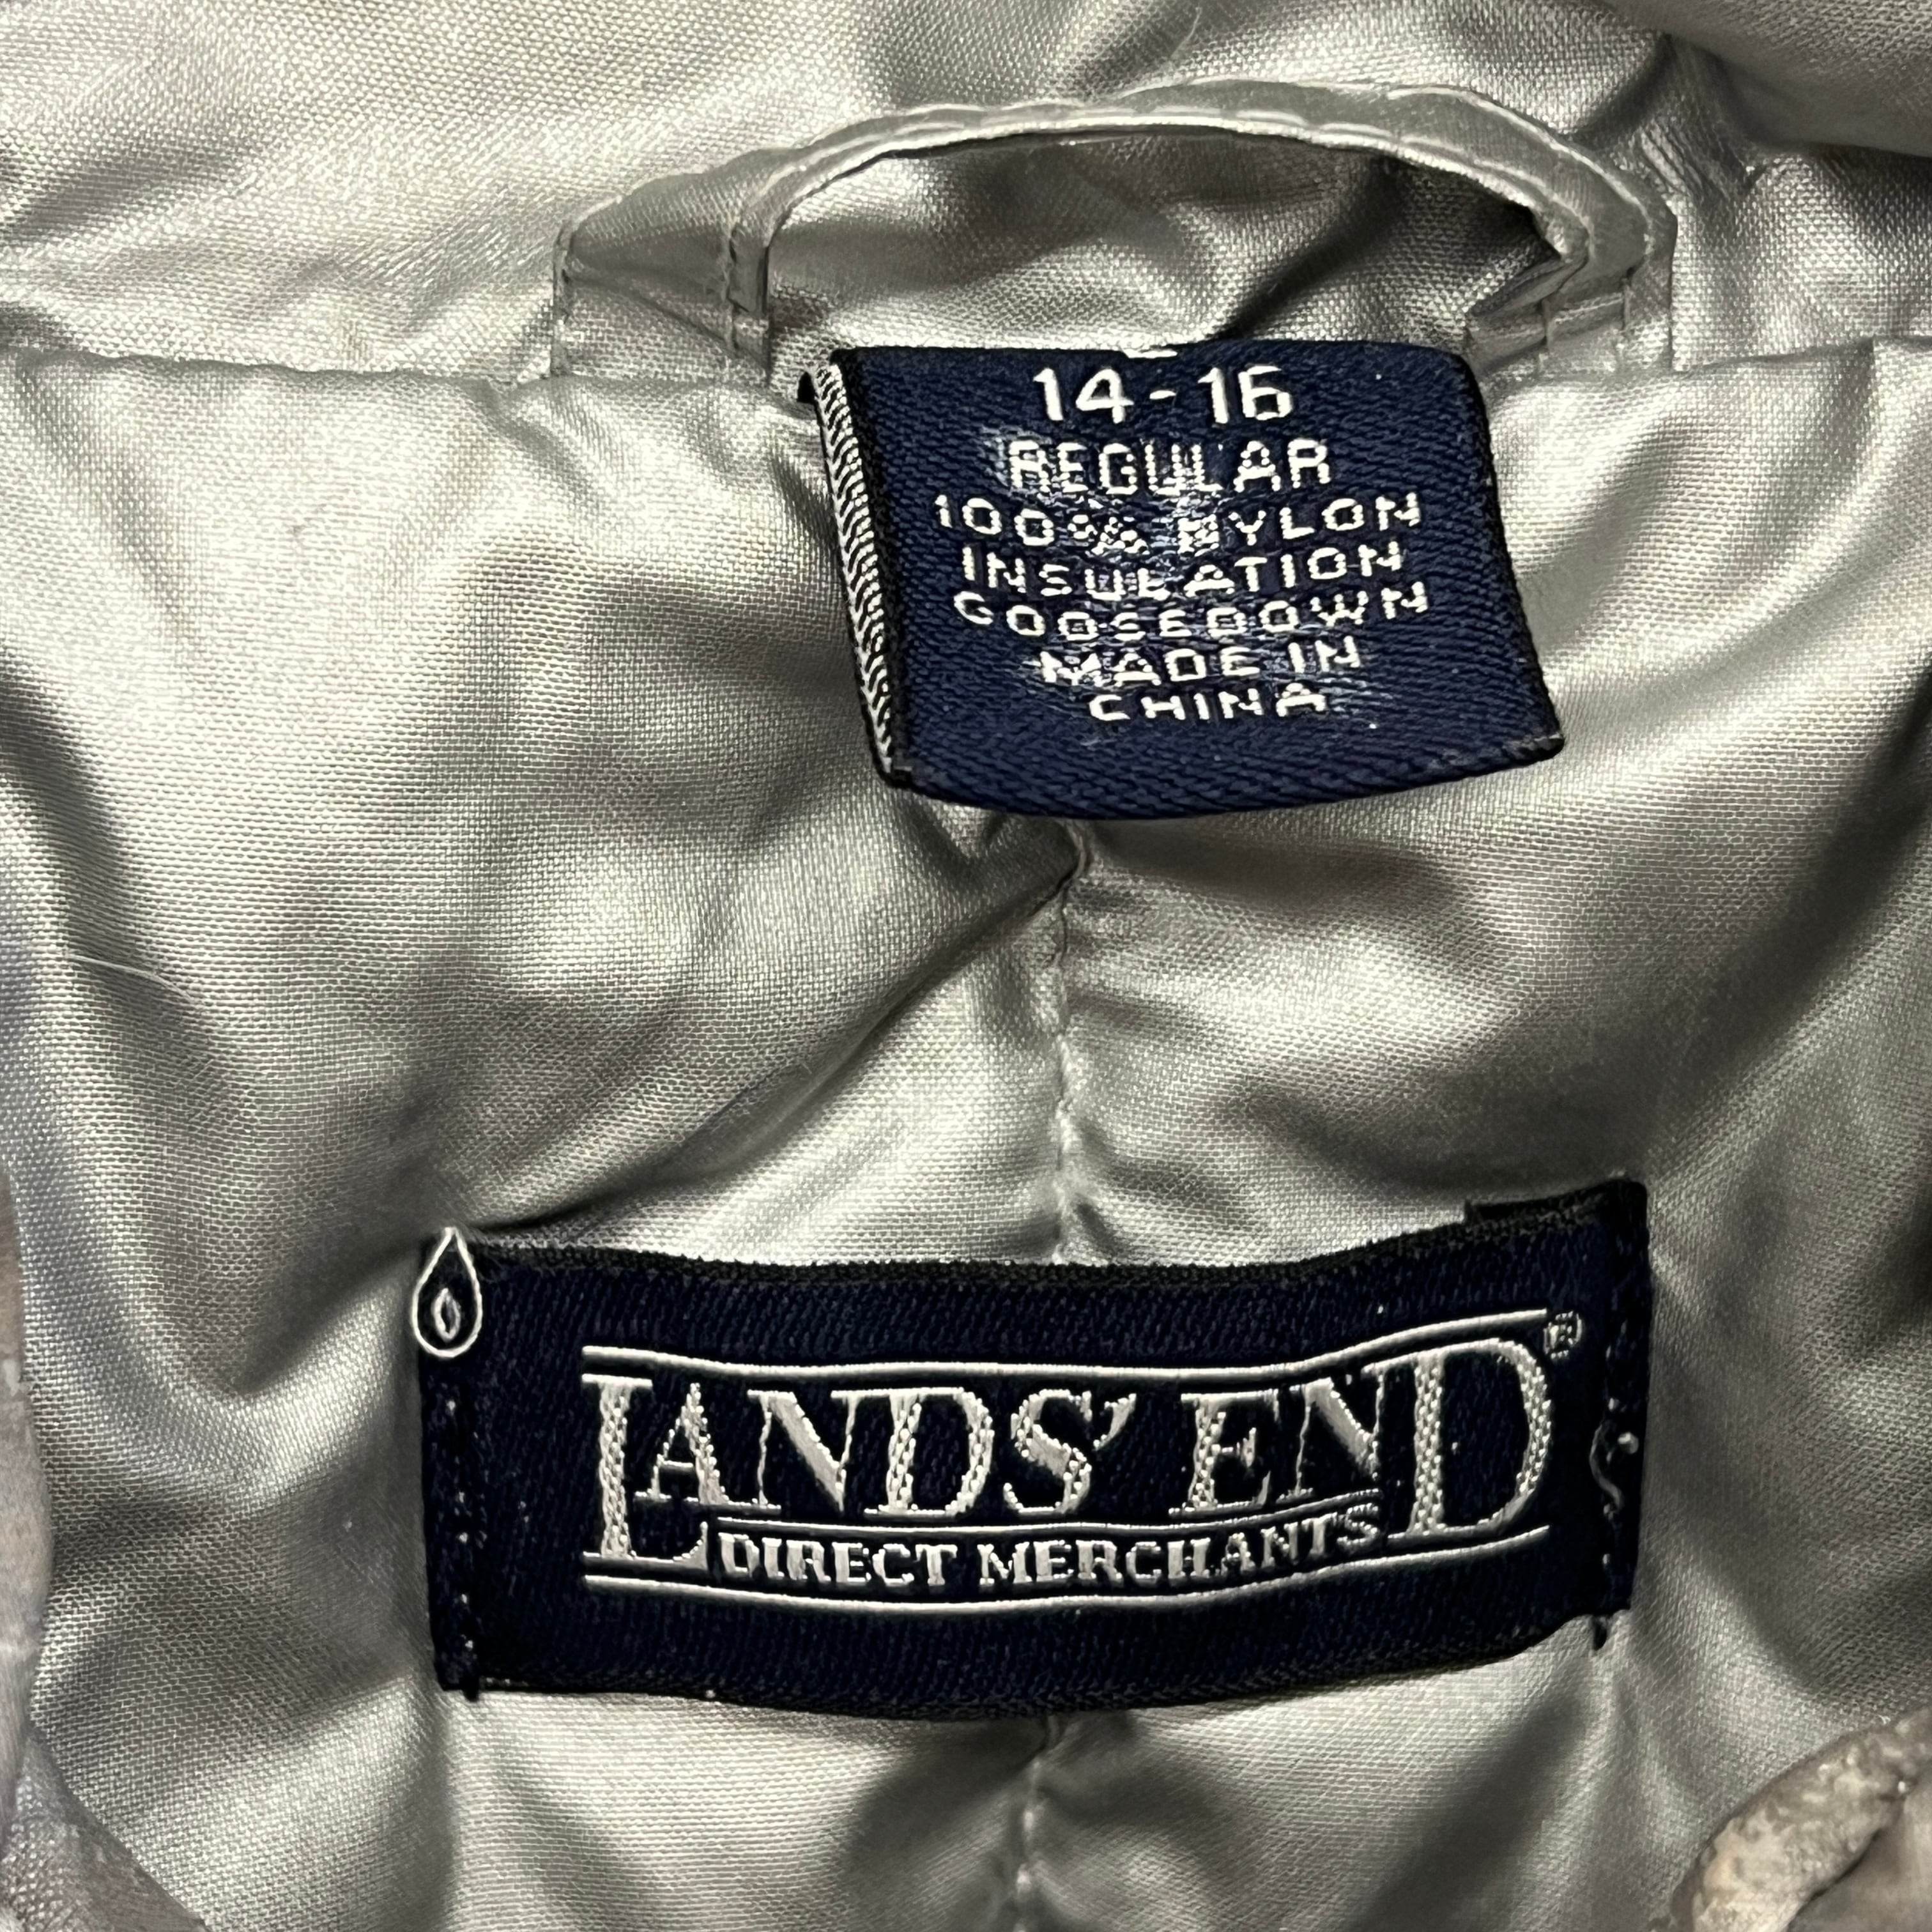 14-16
REGULAR
100% NYLON
INSULATION
GOOSEDOWN
MADE IN
CHINA
LANDS' END®
DIRECT MERCHANTS